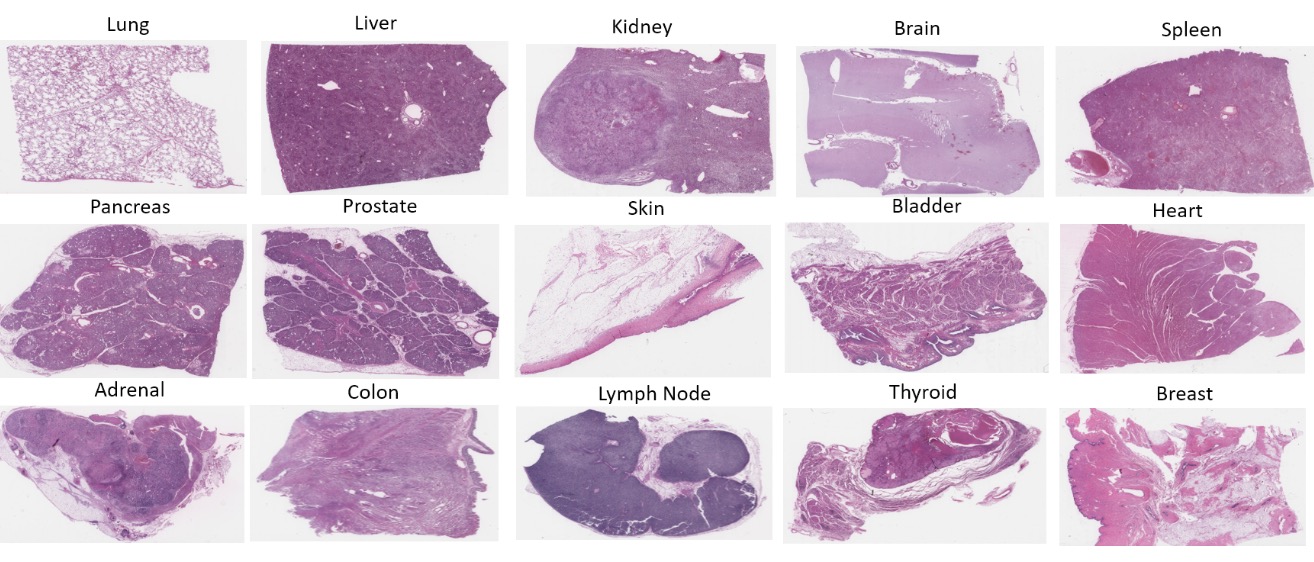 Lung Liver Kidney Brain Spleen
Pancreas Prostate Skin Bladder Heart
Adrenal Colon Lymph Node Thyroid Breast